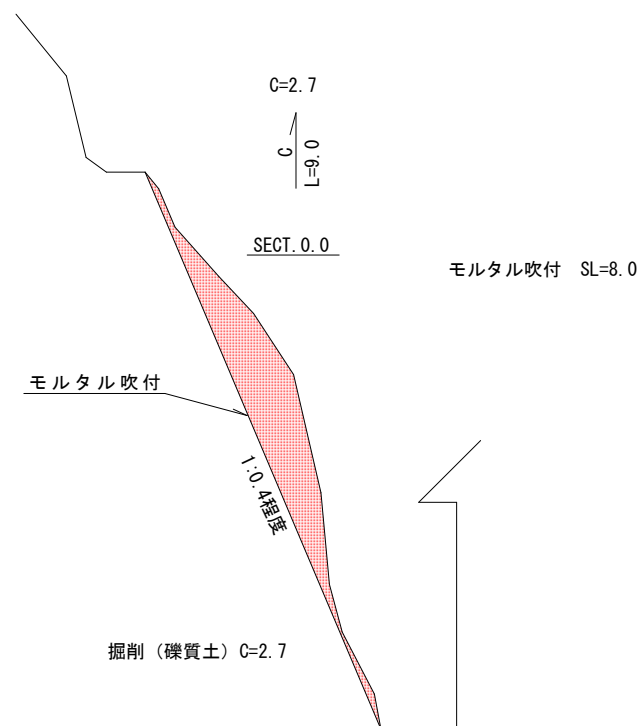 C=2.7
C
L=9.0
SECT.0.0
モルタル吹付 SL=8.0
モルタル吹付
1:0.4程度
掘削（礫質土）C=2.7